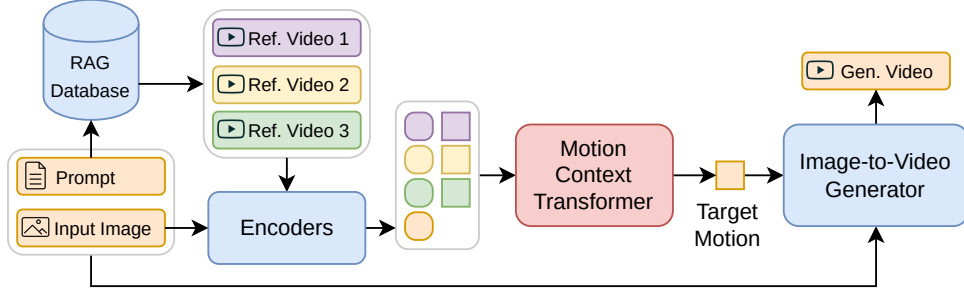 RAG
Database
Ref. Video 1
Ref. Video 2
Ref. Video 3
Prompt
Input Image
Encoders
Motion
Context
Transformer
Target
Motion
Gen. Video
Image-to-Video
Generator